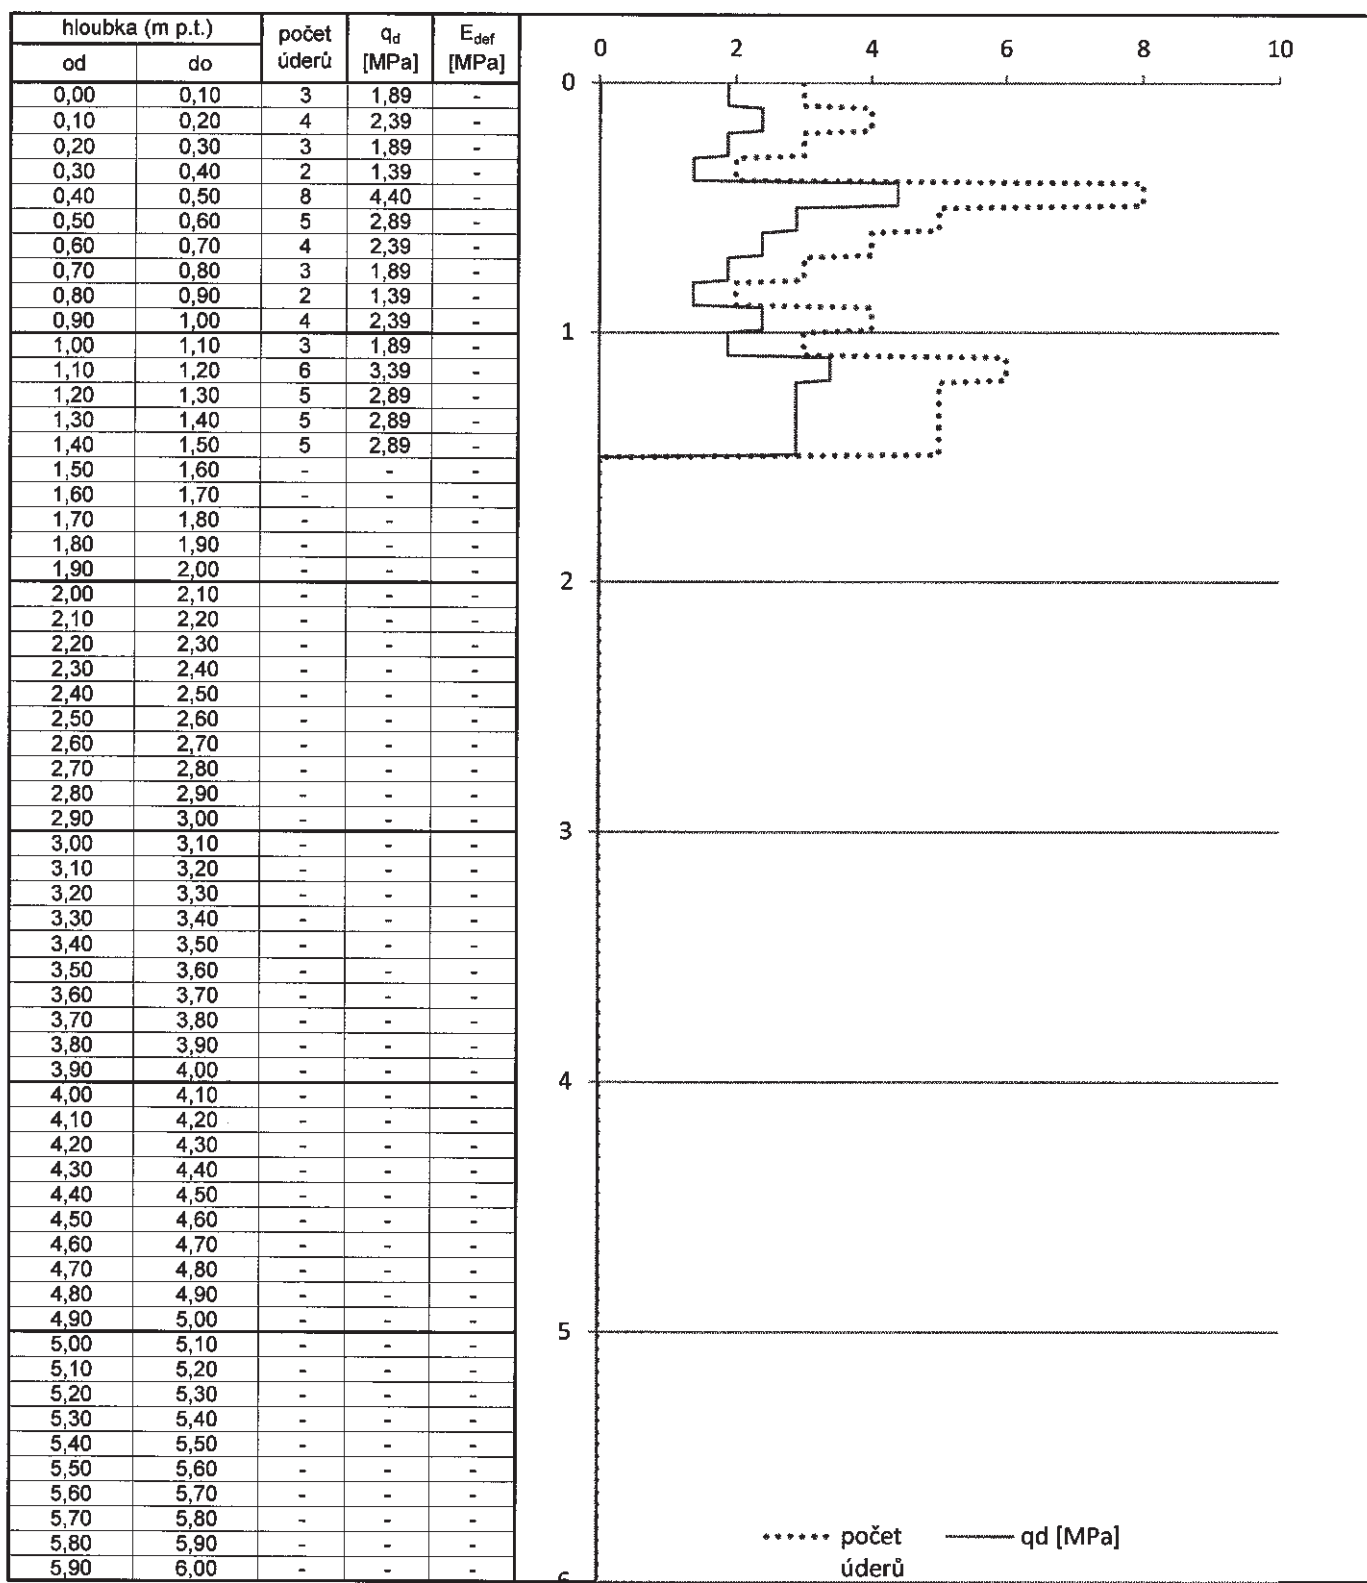 hloubka (m p.t.) počet úderů qd [MPa] Edef [MPa]
od do
0,00 0,10 3 1,89 -
0,10 0,20 4 2,39 -
0,20 0,30 3 1,89 -
0,30 0,40 2 1,39 -
0,40 0,50 8 4,40 -
0,50 0,60 5 2,89 -
0,60 0,70 4 2,39 -
0,70 0,80 3 1,89 -
0,80 0,90 2 1,39 -
0,90 1,00 4 2,39 -
1,00 1,10 3 1,89 -
1,10 1,20 6 3,39 -
1,20 1,30 5 2,89 -
1,30 1,40 5 2,89 -
1,40 1,50 5 2,89 -
1,50 1,60 - - -
1,60 1,70 - - -
1,70 1,80 - - -
1,80 1,90 - - -
1,90 2,00 - - -
2,00 2,10 - - -
2,10 2,20 - - -
2,20 2,30 - - -
2,30 2,40 - - -
2,40 2,50 - - -
2,50 2,60 - - -
2,60 2,70 - - -
2,70 2,80 - - -
2,80 2,90 - - -
2,90 3,00 - - -
3,00 3,10 - - -
3,10 3,20 - - -
3,20 3,30 - - -
3,30 3,40 - - -
3,40 3,50 - - -
3,50 3,60 - - -
3,60 3,70 - - -
3,70 3,80 - - -
3,80 3,90 - - -
3,90 4,00 - - -
4,00 4,10 - - -
4,10 4,20 - - -
4,20 4,30 - - -
4,30 4,40 - - -
4,40 4,50 - - -
4,50 4,60 - - -
4,60 4,70 - - -
4,70 4,80 - - -
4,80 4,90 - - -
4,90 5,00 - - -
5,00 5,10 - - -
5,10 5,20 - - -
5,20 5,30 - - -
5,30 5,40 - - -
5,40 5,50 - - -
5,50 5,60 - - -
5,60 5,70 - - -
5,70 5,80 - - -
5,80 5,90 - - -
5,90 6,00 - - -
0 2 4 6 8 10
0
1
2
3
4
5
6
počet úderů
qd [MPa]